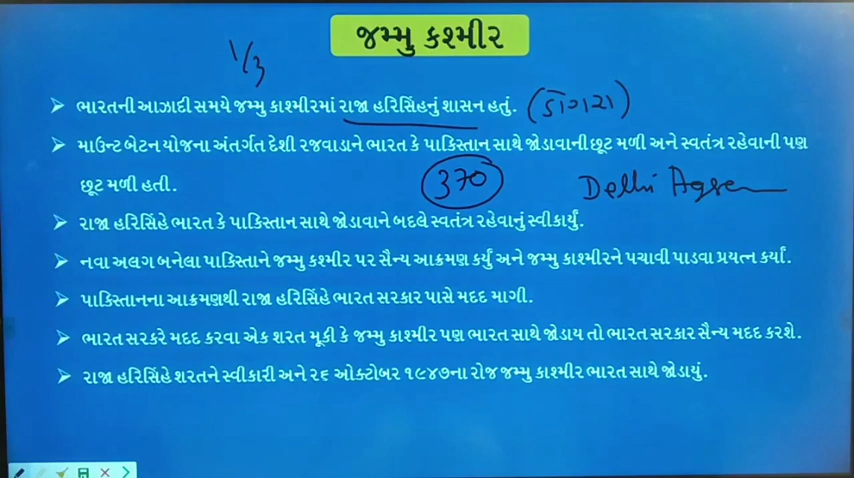 જમ્મુ કશ્મીર
1/3
ભારતની આઝાદી સમયે જમ્મુ કાશ્મીરમાં રાજા હરિસિંહનું શાસન હતું. (ડોગરા)
માઉન્ટ બેટન યોજના અંતર્ગત દેશી રજવાડાને ભારત કે પાકિસ્તાન સાથે જોડાવાની છૂટ મળી અને સ્વતંત્ર રહેવાની પણ
છૂટ મળી હતી. 370 Delhi
રાજા હરિસિંહે ભારત કે પાકિસ્તાન સાથે જોડાવાને બદલે સ્વતંત્ર રહેવાનું સ્વીકાર્યું.
નવા અલગ બનેલા પાકિસ્તાને જમ્મુ કશ્મીર પર સૈન્ય આક્રમણ કર્યું અને જમ્મુ કાશ્મીરને પચાવી પાડવા પ્રયત્ન કર્યાં.
પાકિસ્તાનના આક્રમણથી રાજા હરિસિંહે ભારત સરકાર પાસે મદદ માગી.
ભારત સરકરે મદદ કરવા એક શરત મૂકી કે જમ્મુ કાશ્મીર પણ ભારત સાથે જોડાય તો ભારત સરકાર સૈન્ય મદદ કરશે.
રાજા હરિસિંહે શરતને સ્વીકારી અને ૨૬ ઓક્ટોબર ૧૯૪૭ના રોજ જમ્મુ કાશ્મીર ભારત સાથે જોડાયું.